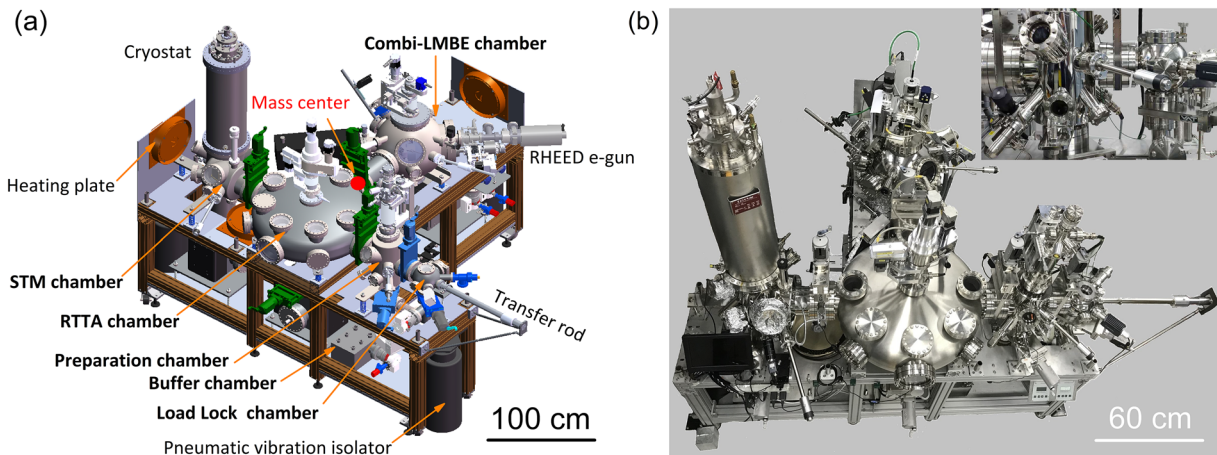 (a)
Cryostat
Combi-LMBE chamber
Mass center
RHEED e-gun
Heating plate
STM chamber
RTTA chamber
Transfer rod
Preparation chamber
Buffer chamber
Load Lock chamber
Pneumatic vibration isolator
100 cm
(b)
60 cm